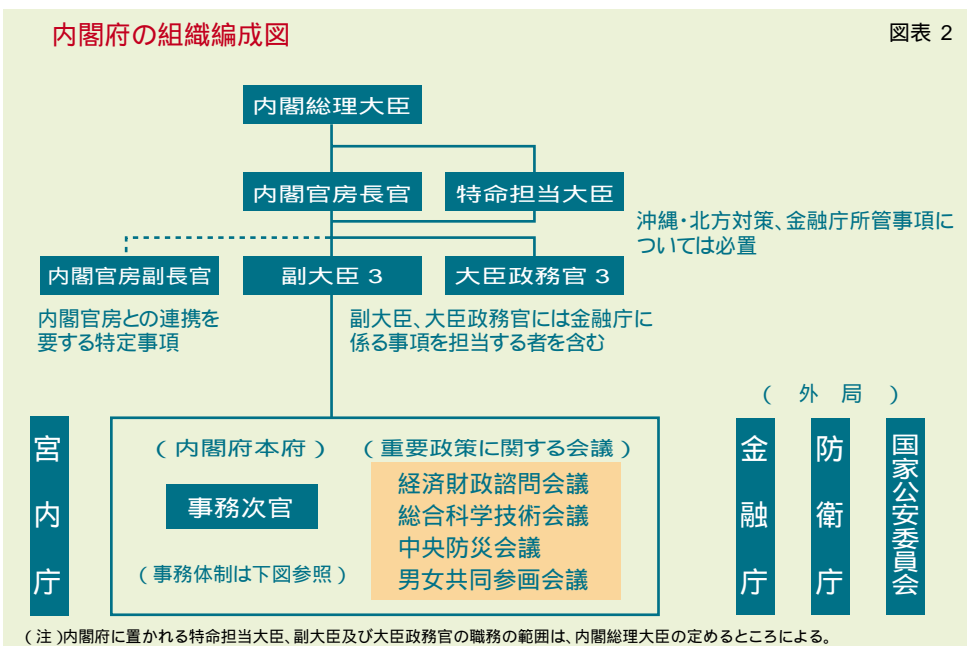 内閣府の組織編成図
図表 2
内閣総理大臣
内閣官房長官
特命担当大臣
沖縄・北方対策、金融庁所管事項に
ついては必置
内閣官房副長官
副大臣 3
大臣政務官 3
内閣官房との連携を
要する特定事項
副大臣、大臣政務官には金融庁に
係る事項を担当する者を含む
( 外 局 )
宮内庁
( 内閣府本府 )
事務次官
( 事務体制は下図参照 )
( 重要政策に関する会議 )
経済財政諮問会議
総合科学技術会議
中央防災会議
男女共同参画会議
金融庁
防衛庁
国家公安委員会
( 注 )内閣府に置かれる特命担当大臣、副大臣及び大臣政務官の職務の範囲は、内閣総理大臣の定めるところによる。